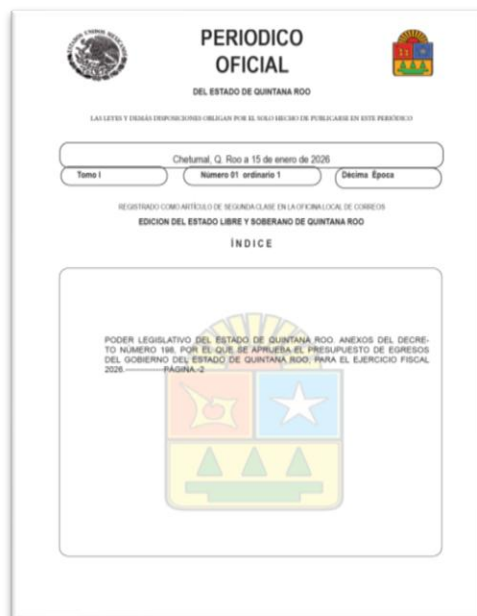 ESTADOS UNIDOS MEXICANOS
PERIODICO
OFICIAL
DEL ESTADO DE QUINTANA ROO
LAS LEYES Y DEMÁS DISPOSICIONES OBLIGAN POR EL SOLO HECHO DE PUBLICARSE EN ESTE PERIÓDICO
Chetumal, Q. Roo a 15 de enero de 2026
Tomo I
Número 01 ordinario 1
Décima Época
REGISTRADO COMO ARTÍCULO DE SEGUNDA CLASE EN LA OFICINA LOCAL DE CORREOS
EDICION DEL ESTADO LIBRE Y SOBERANO DE QUINTANA ROO
ÍNDICE
PODER LEGISLATIVO DEL ESTADO DE QUINTANA ROO. ANEXOS DEL DECRE-
TO NÚMERO 198, POR EL QUE SE APRUEBA EL PRESUPUESTO DE EGRESOS
DEL GOBIERNO DEL ESTADO DE QUINTANA ROO, PARA EL EJERCICIO FISCAL
2026.----------PÁGINA.-2